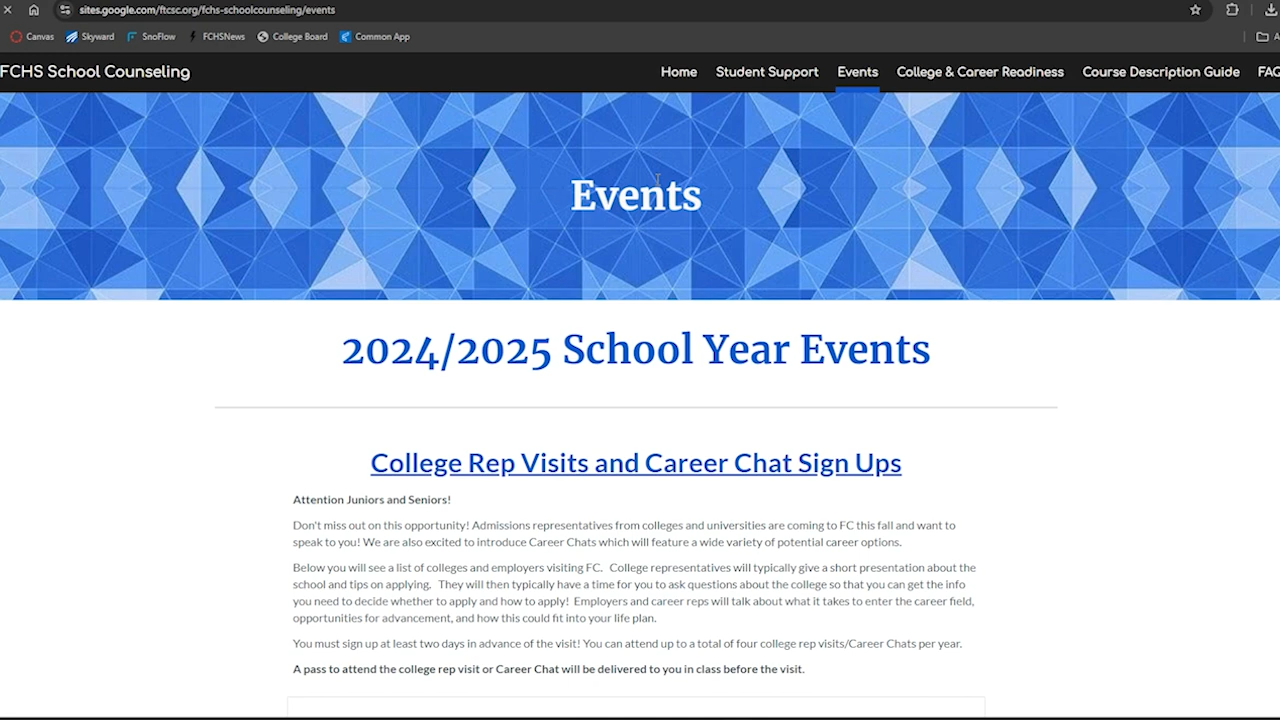 sites.google.com/ftcsc.org/fchs-schoolcounseling/events
Canvas Skyward SnoFlow FCHSNews College Board Common App A
FCHS School Counseling Home Student Support Events College & Career Readiness Course Description Guide FAQ
Events
2024/2025 School Year Events
College Rep Visits and Career Chat Sign Ups
Attention Juniors and Seniors!
Don't miss out on this opportunity! Admissions representatives from colleges and universities are coming to FC this fall and want to
speak to you! We are also excited to introduce Career Chats which will feature a wide variety of potential career options.
Below you will see a list of colleges and employers visiting FC. College representatives will typically give a short presentation about the
school and tips on applying. They will then typically have a time for you to ask questions about the college so that you can get the info
you need to decide whether to apply and how to apply! Employers and career reps will talk about what it takes to enter the career field,
opportunities for advancement, and how this could fit into your life plan.
You must sign up at least two days in advance of the visit! You can attend up to a total of four college rep visits/Career Chats per year.
A pass to attend the college rep visit or Career Chat will be delivered to you in class before the visit.